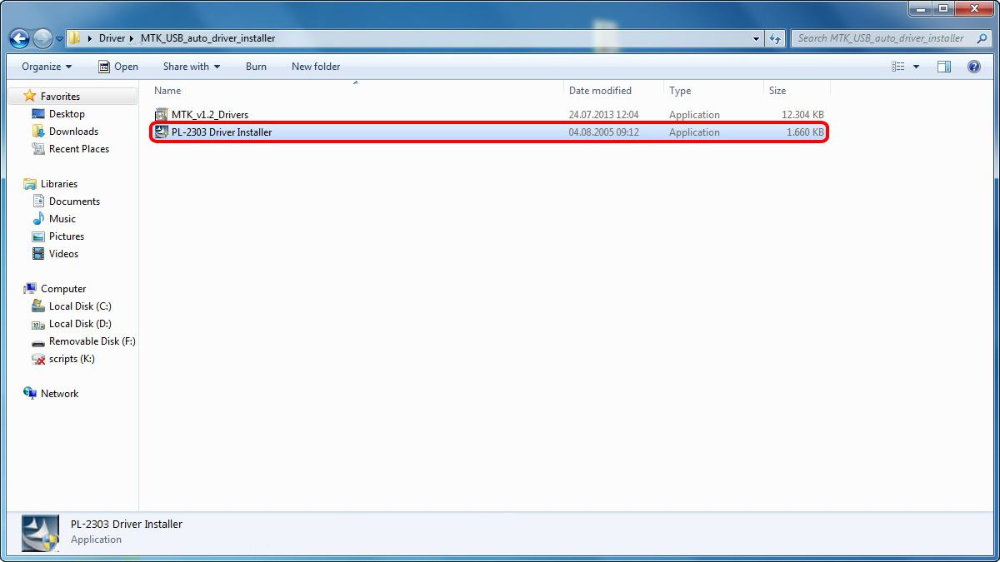 Driver MTK_USB_auto_driver_installer Search MTK_USB_auto_driver_installer
Organize Open Share with Burn New folder
Favorites
Desktop
Downloads
Recent Places
Libraries
Documents
Music
Pictures
Videos
Computer
Local Disk (C:)
Local Disk (D:)
Removable Disk (F:)
scripts (K:)
Network
Name Date modified Type Size
MTK_v1.2_Drivers 24.07.2013 12:04 Application 12.304 KB
PL-2303 Driver Installer 04.08.2005 09:12 Application 1.660 KB
PL-2303 Driver Installer
Application